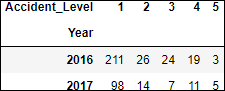 Accident_Level 1 2 3 4 5
Year
2016 211 26 24 19 3
2017 98 14 7 11 5